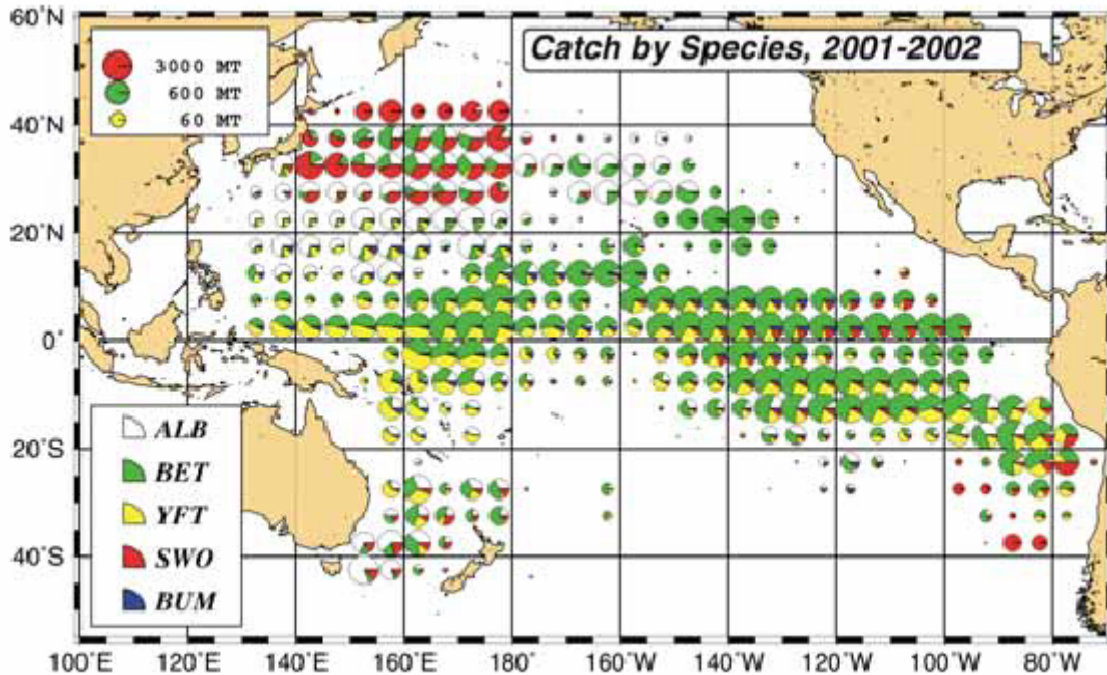 60˚N
40˚N
20˚N
0˚
20˚S
40˚S
Catch by Species, 2001-2002
3000 MT
600 MT
60 MT
ALB
BET
YFT
SWO
BUM
100˚E
120˚E
140˚E
160˚E
180˚
160˚W
140˚W
120˚W
100˚W
80˚W